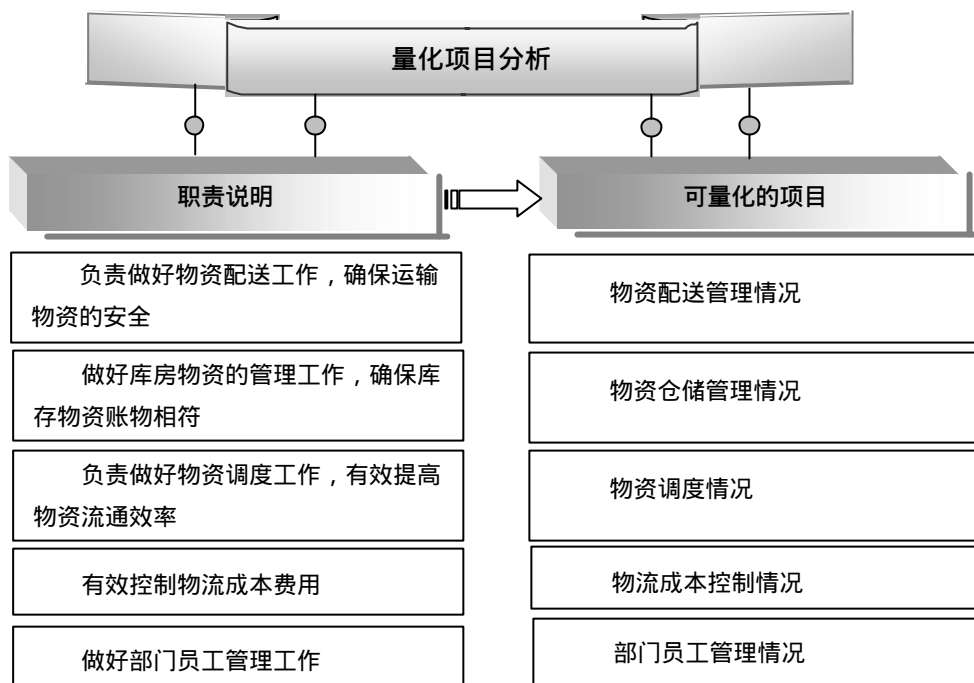 量化项目分析
职责说明
可量化的项目
负责做好物资配送工作，确保运输
物资的安全
物资配送管理情况
做好库房物资的管理工作，确保库
存物资账物相符
物资仓储管理情况
负责做好物资调度工作，有效提高
物资流通效率
物资调度情况
有效控制物流成本费用
物流成本控制情况
做好部门员工管理工作
部门员工管理情况